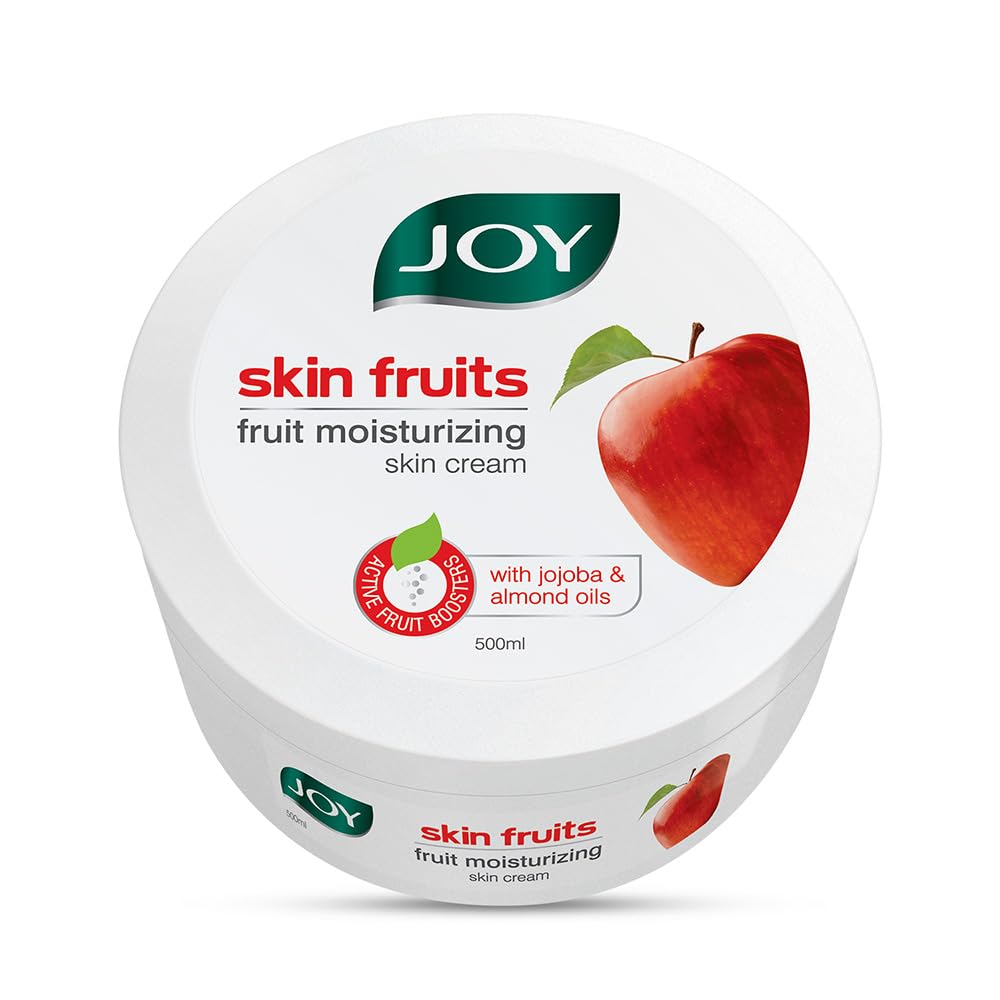 JOY
skin fruits
fruit moisturizing
skin cream
ACTIVE FRUIT BOOSTERS
with jojoba &
almond oils
500ml
JOY
500ml
skin fruits
fruit moisturizing
skin cream